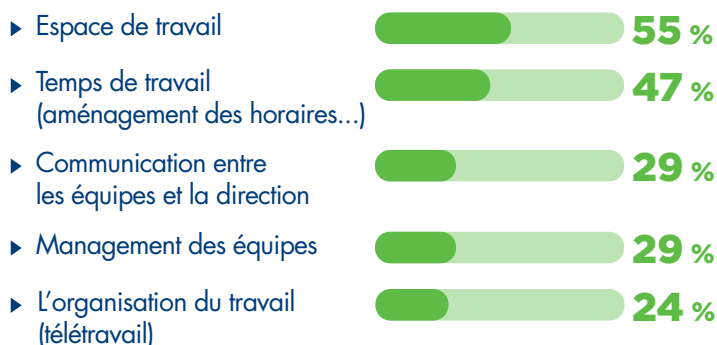 Espace de travail 55 %
Temps de travail 47 %
(aménagement des horaires...)
Communication entre 29 %
les équipes et la direction
Management des équipes 29 %
L'organisation du travail 24 %
(télétravail)